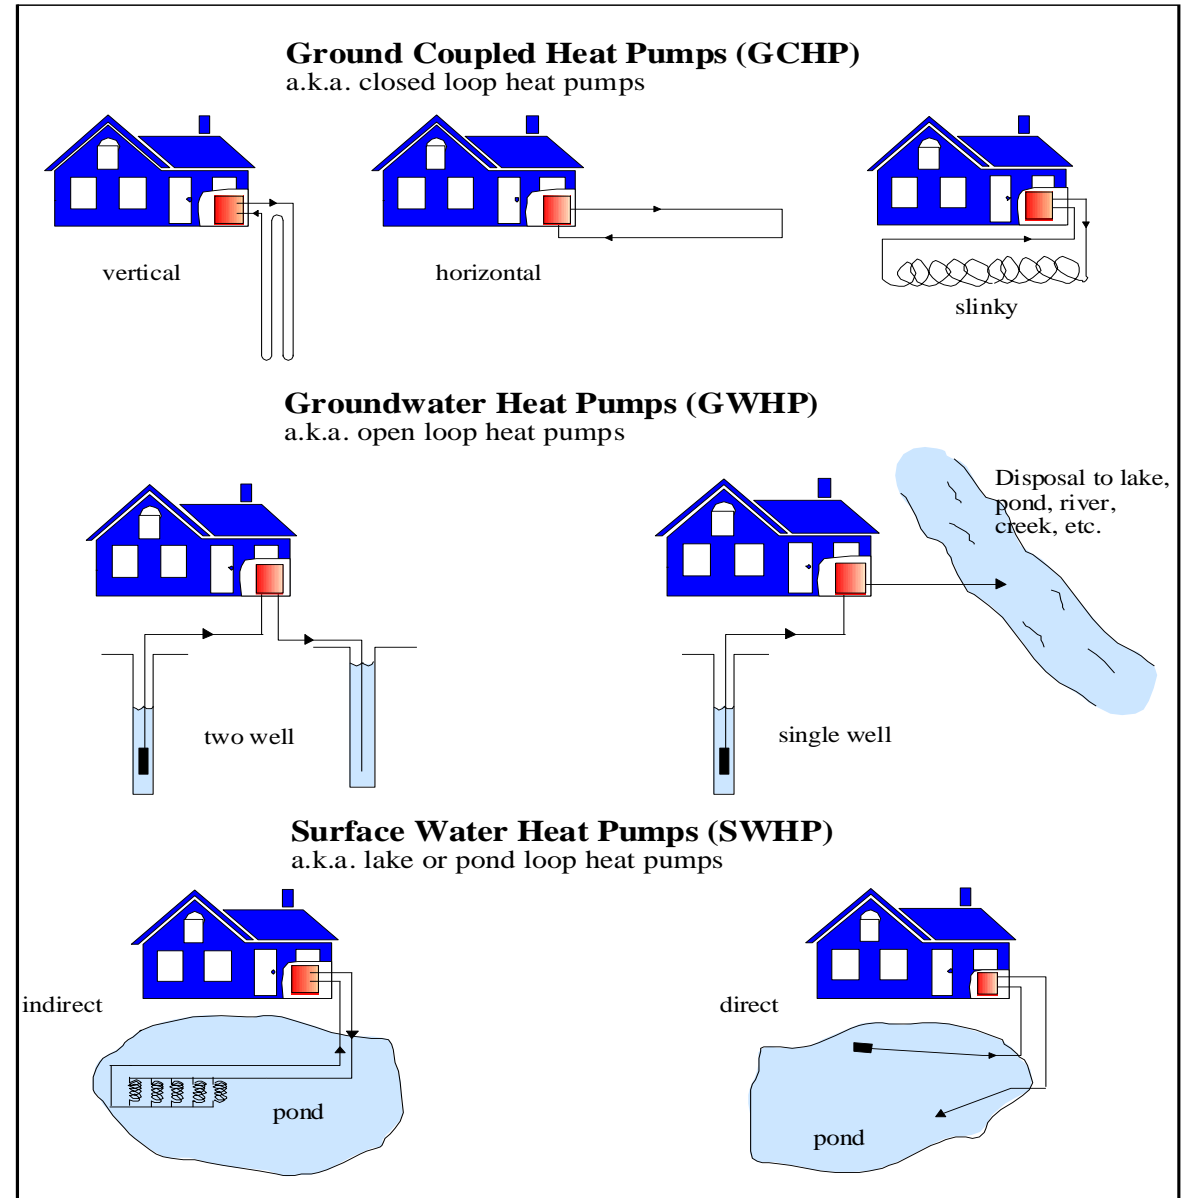 Ground Coupled Heat Pumps (GCHP)
a.k.a. closed loop heat pumps
vertical
horizontal
slinky
Groundwater Heat Pumps (GWHP)
a.k.a. open loop heat pumps
Disposal to lake,
pond, river,
creek, etc.
two well
single well
Surface Water Heat Pumps (SWHP)
a.k.a. lake or pond loop heat pumps
indirect
direct
pond
pond